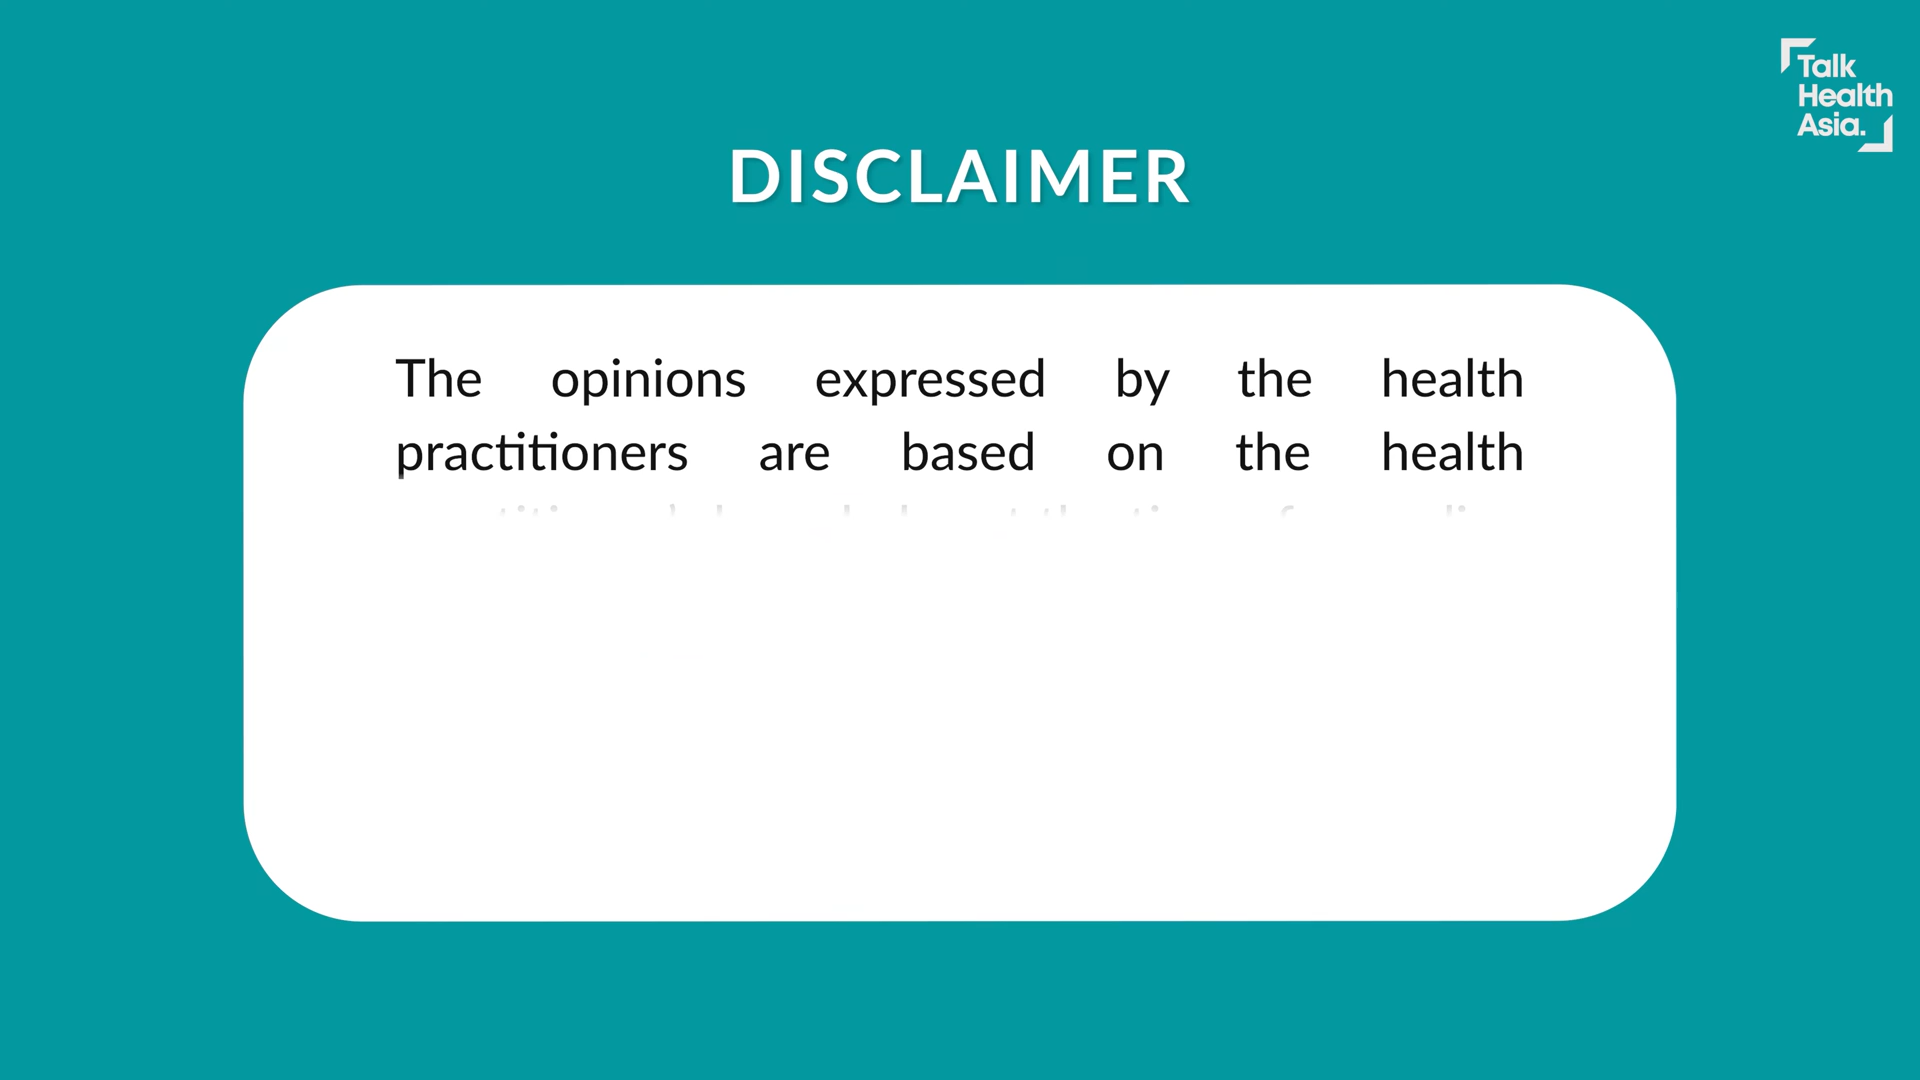 Talk
Health
Asia.
DISCLAIMER
The opinions expressed by the health
practitioners are based on the health